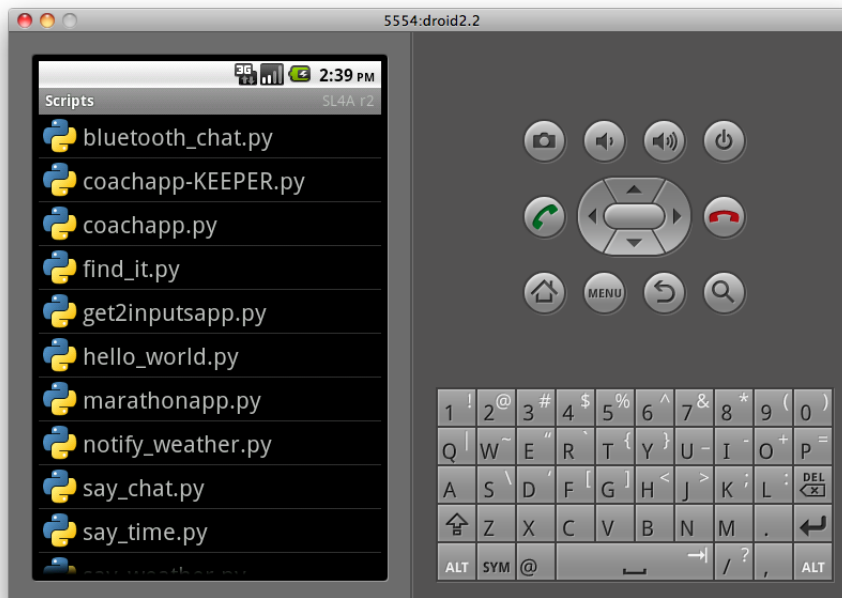 5554:droid2.2
3G 2:39 PM
Scripts SL4A r2
bluetooth_chat.py
coachapp-KEEPER.py
coachapp.py
find_it.py
get2inputsapp.py
hello_world.py
marathonapp.py
notify_weather.py
say_chat.py
say_time.py
say_weather.py
MENU
1 ! 2 @ 3 # 4 $ 5 % 6 ^ 7 & 8 * 9 ( 0 )
Q | W ~ E " R ` T { Y } U _ I - O + P =
A S \ D ' F [ G ] H < J > K ; L : DEL
Z X C V B N M .
ALT SYM @ / ? , ALT